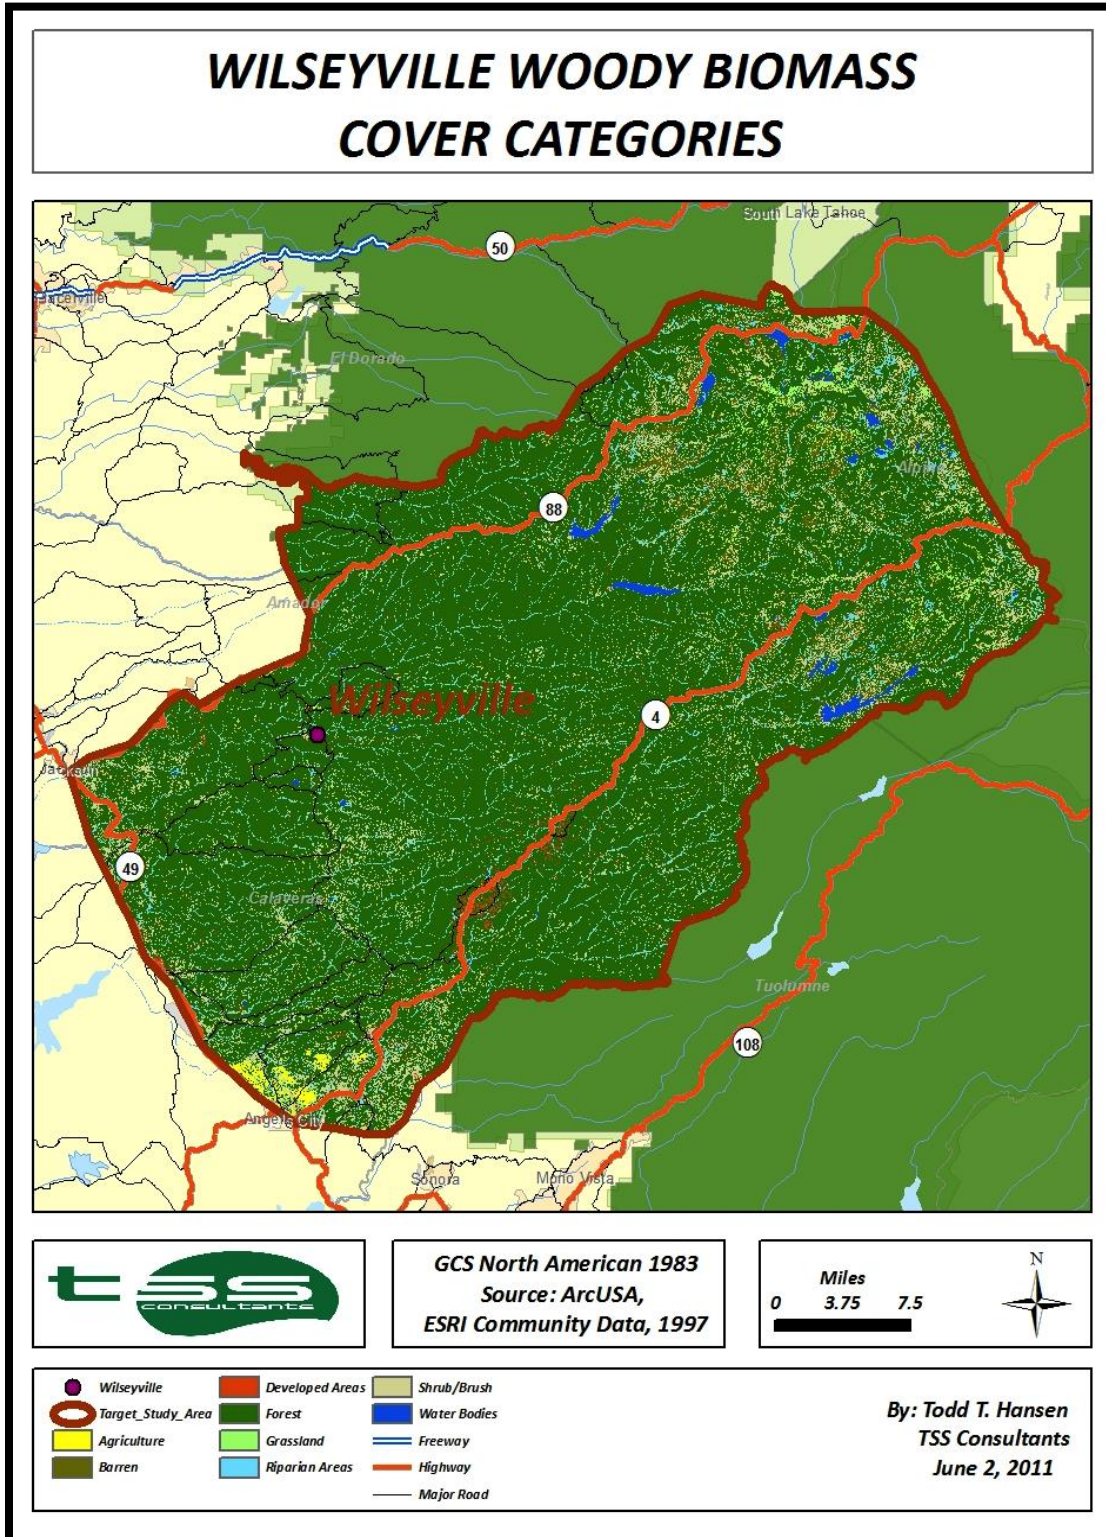 WILSEYVILLE WOODY BIOMASS
COVER CATEGORIES
South Lake Tahoe
50
El Dorado
Alpine
88
Amador
Wilseyville
4
Jackson
49
Calaveras
Tuolumne
108
Angels City
Sonora
Mono Vista
tss
CONSULTANTS
GCS North American 1983
Source: ArcUSA,
ESRI Community Data, 1997
Miles
0 3.75 7.5
N
Wilseyville
Target_Study_Area
Agriculture
Barren
Developed Areas
Forest
Grassland
Riparian Areas
Shrub/Brush
Water Bodies
Freeway
Highway
Major Road
By: Todd T. Hansen
TSS Consultants
June 2, 2011